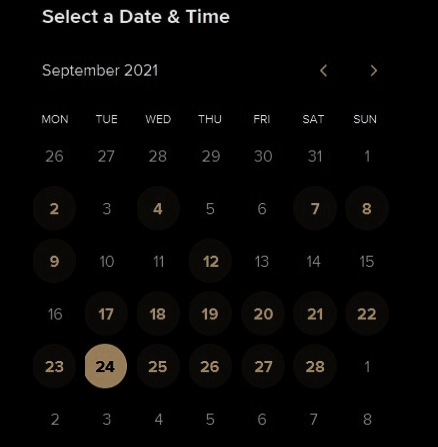 Select a Date & Time
September 2021
MON TUE WED THU FRI SAT SUN
26 27 28 29 30 31 1
2 3 4 5 6 7 8
9 10 11 12 13 14 15
16 17 18 19 20 21 22
23 24 25 26 27 28 1
2 3 4 5 6 7 8